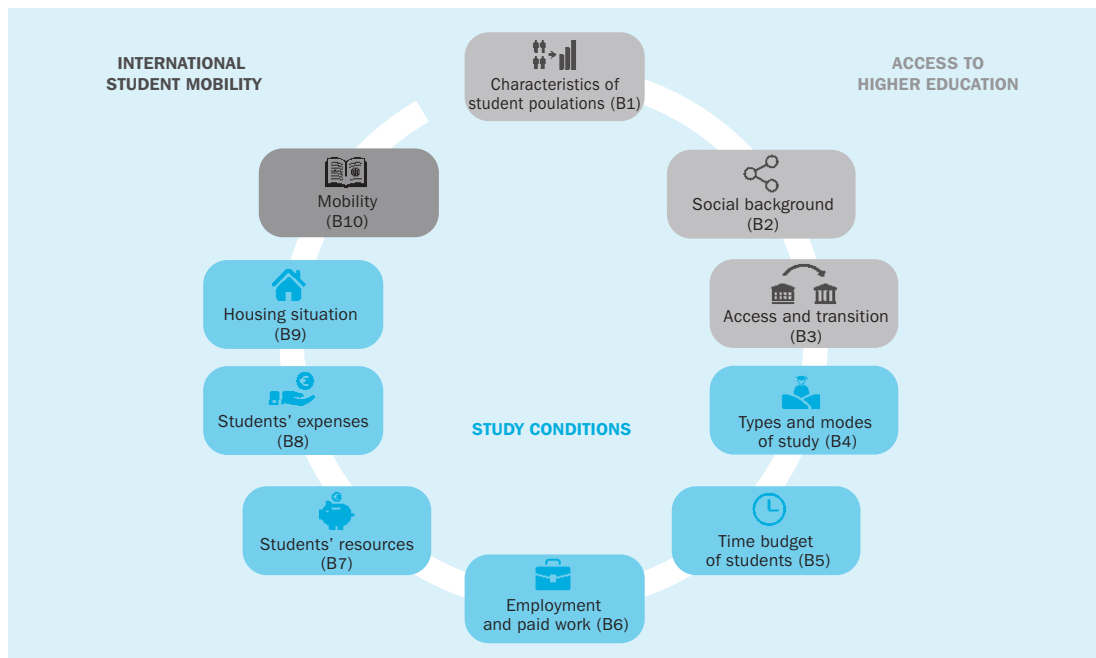 INTERNATIONAL
STUDENT MOBILITY
ACCESS TO
HIGHER EDUCATION
Characteristics of
student poulations (B1)
Social background
(B2)
Access and transition
(B3)
Types and modes
of study (B4)
Time budget
of students (B5)
Employment
and paid work (B6)
Students’ resources
(B7)
Students’ expenses
(B8)
Housing situation
(B9)
Mobility
(B10)
STUDY CONDITIONS